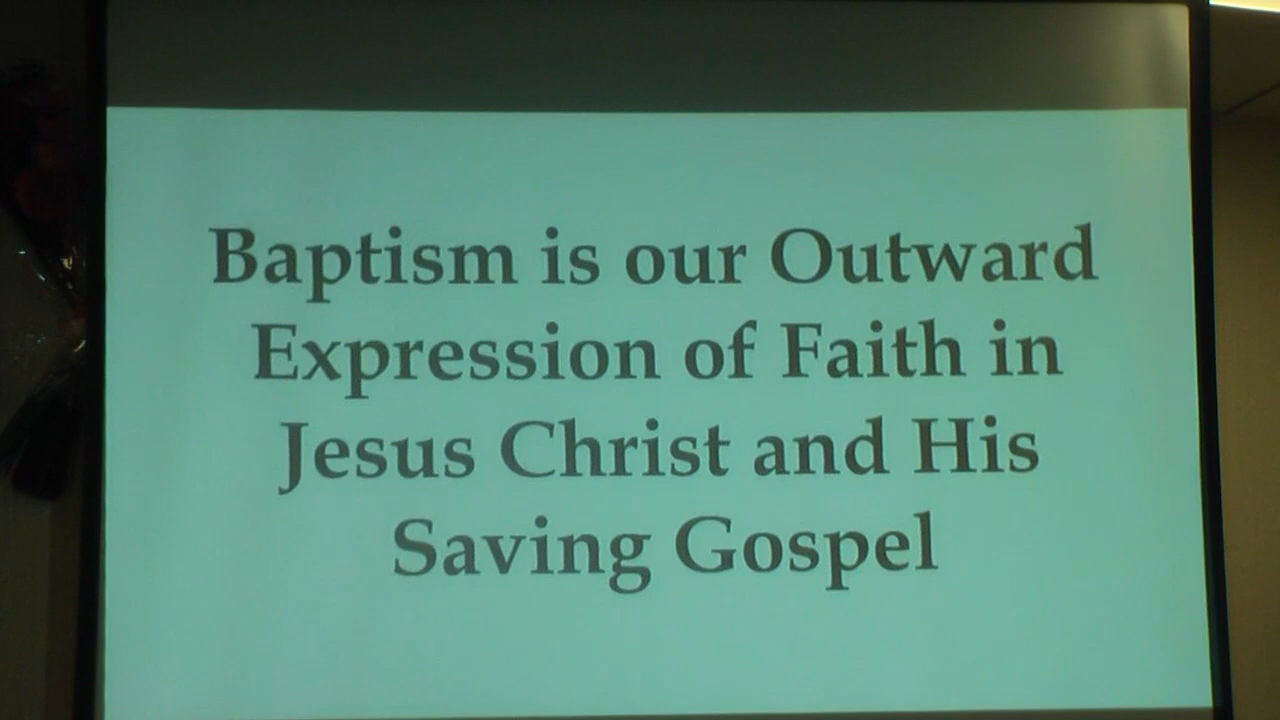 Baptism is our Outward
Expression of Faith in
Jesus Christ and His
Saving Gospel